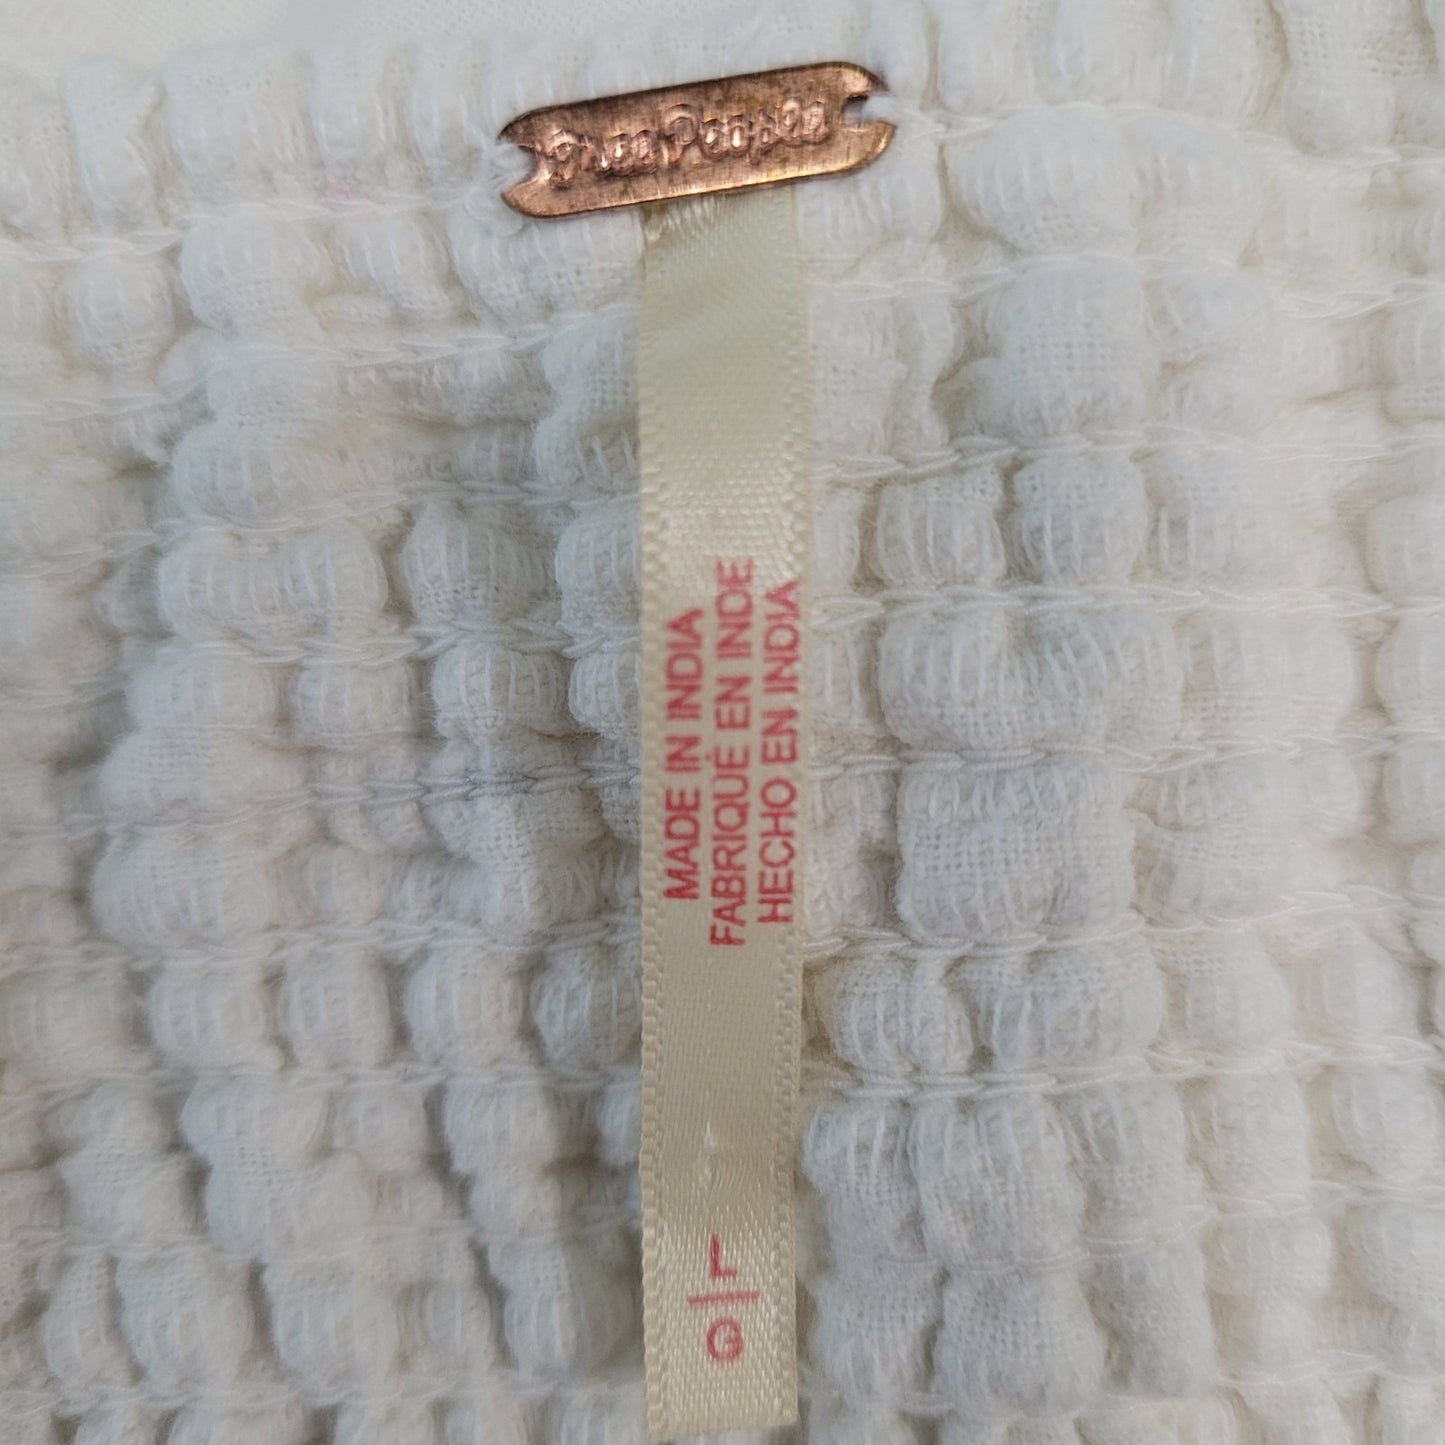 Free People
MADE IN INDIA
FABRIQUÉ EN INDE
HECHO EN INDIA
G|L